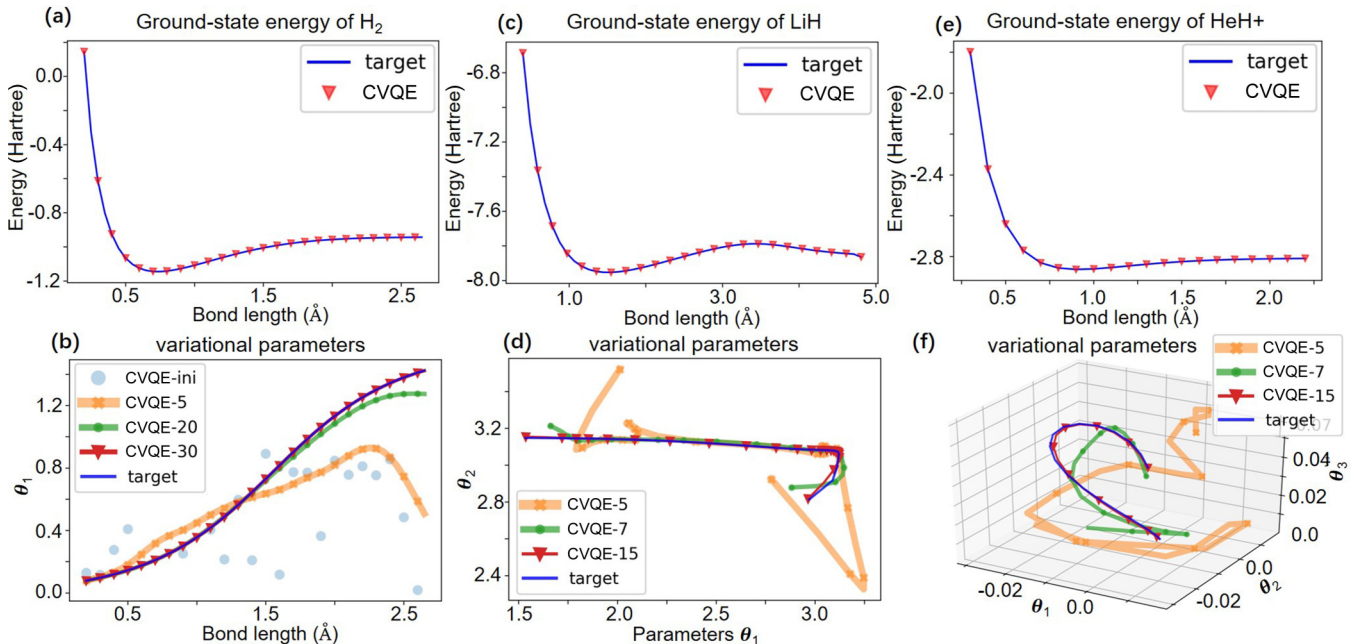 (a)
Ground-state energy of H₂
target
CVQE
Energy (Hartree)
0.0
-0.4
-0.8
-1.2
0.5
1.5
2.5
Bond length (Å)
(c)
Ground-state energy of LiH
target
CVQE
Energy (Hartree)
-6.8
-7.2
-7.6
-8.0
1.0
3.0
5.0
Bond length (Å)
(e)
Ground-state energy of HeH+
target
CVQE
Energy (Hartree)
-2.0
-2.4
-2.8
0.5
1.0
1.5
2.0
Bond length (Å)
(b)
variational parameters
CVQE-ini
CVQE-5
CVQE-20
CVQE-30
target
θ₁
1.2
0.8
0.4
0.0
0.5
1.5
2.5
Bond length (Å)
(d)
variational parameters
θ₂
3.6
3.2
2.8
2.4
CVQE-5
CVQE-7
CVQE-15
target
1.5
2.0
2.5
3.0
Parameters θ₁
(f)
variational parameters
CVQE-5
CVQE-7
CVQE-15
target
0.04
0.02
0.0
θ₃
0.0
-0.02
θ₂
-0.02
0.0
θ₁